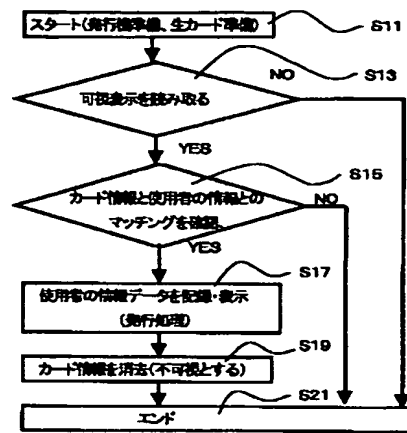 スタート(発行機準備、生カード準備)
S11
NO
S13
可視表示を読み取る
YES
S15
カード情報と使用者の情報との
マッチングを確認、
NO
YES
S17
使用者の情報データを記録・表示
(発行処理)
S19
カード情報を消去(不可視とする)
S21
エンド